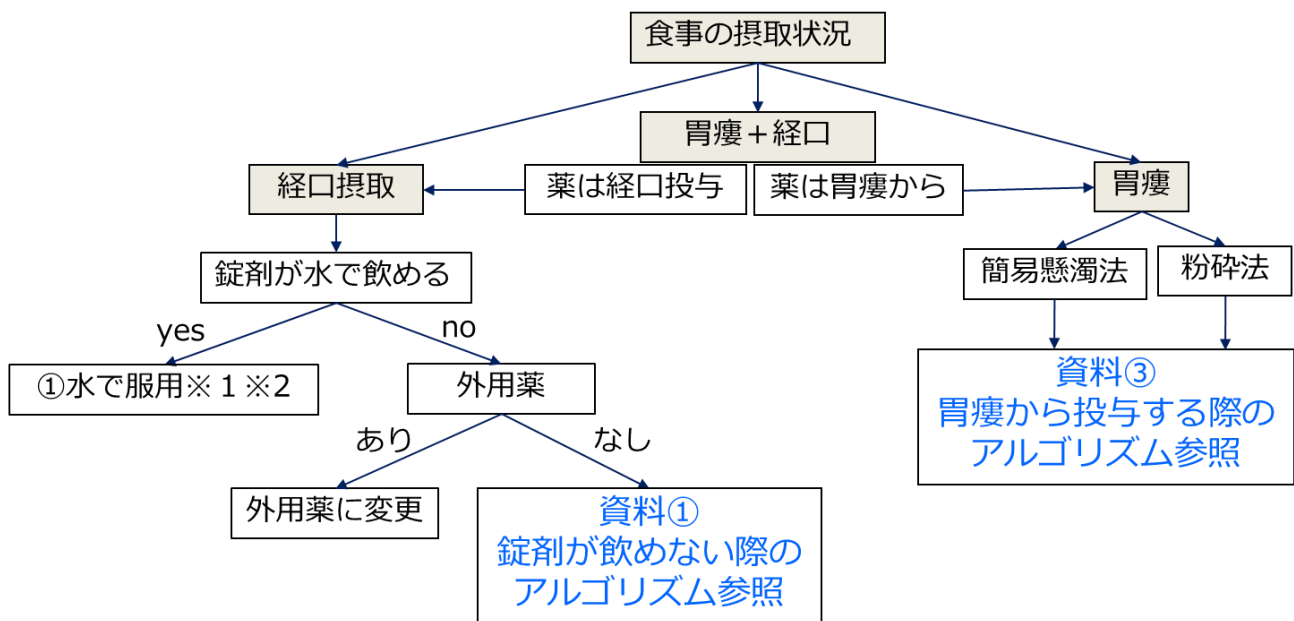 食事の摂取状況
胃瘻＋経口
経口摂取
薬は経口投与
薬は胃瘻から
胃瘻
錠剤が水で飲める
簡易懸濁法
粉砕法
yes
no
①水で服用※１※2
外用薬
資料③
胃瘻から投与する際の
アルゴリズム参照
あり
なし
外用薬に変更
資料①
錠剤が飲めない際の
アルゴリズム参照